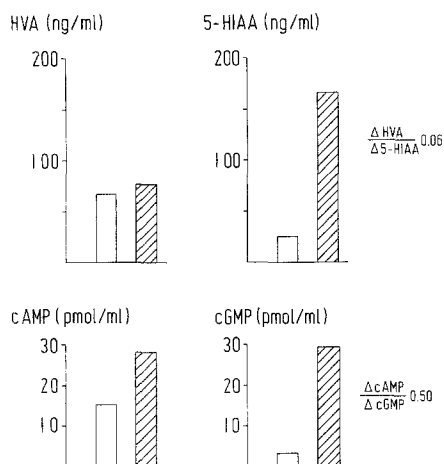 HVA (ng/ml)
200
100
5-HIAA (ng/ml)
200
100
Δ HVA
Δ5-HIAA 0.06
cAMP (pmol/ml)
30
20
10
cGMP (pmol/ml)
30
20
10
ΔcAMP
ΔcGMP 0.50